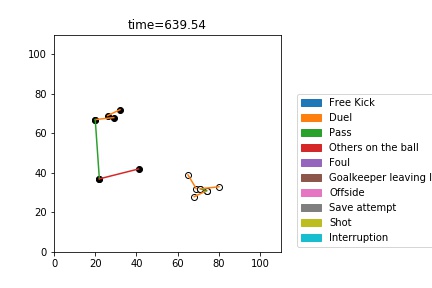 time=639.54
100
80
60
40
20
0
0 20 40 60 80 100
Free Kick
Duel
Pass
Others on the ball
Foul
Goalkeeper leaving l
Offside
Save attempt
Shot
Interruption